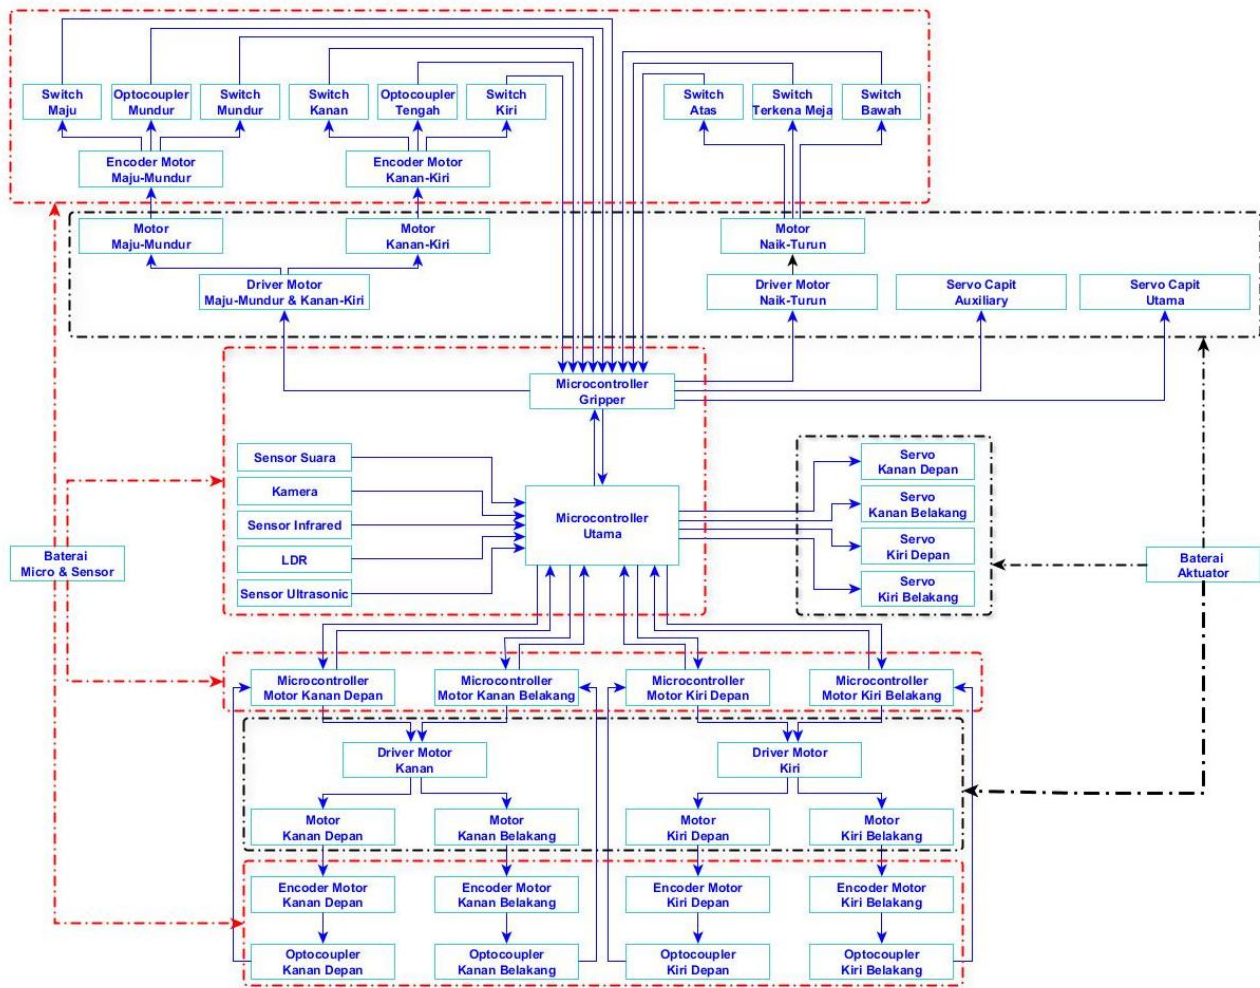 Switch
Maju
Optocoupler
Mundur
Switch
Mundur
Switch
Kanan
Optocoupler
Tengah
Switch
Kiri
Switch
Atas
Switch
Terkena Meja
Switch
Bawah
Encoder Motor
Maju-Mundur
Encoder Motor
Kanan-Kiri
Motor
Maju-Mundur
Motor
Kanan-Kiri
Motor
Naik-Turun
Driver Motor
Maju-Mundur & Kanan-Kiri
Driver Motor
Naik-Turun
Servo Capit
Auxiliary
Servo Capit
Utama
Microcontroller
Gripper
Sensor Suara
Kamera
Sensor Infrared
LDR
Sensor Ultrasonic
Microcontroller
Utama
Servo
Kanan Depan
Servo
Kanan Belakang
Servo
Kiri Depan
Servo
Kiri Belakang
Baterai
Micro & Sensor
Baterai
Aktuator
Microcontroller
Motor Kanan Depan
Microcontroller
Motor Kanan Belakang
Microcontroller
Motor Kiri Depan
Microcontroller
Motor Kiri Belakang
Driver Motor
Kanan
Driver Motor
Kiri
Motor
Kanan Depan
Motor
Kanan Belakang
Motor
Kiri Depan
Motor
Kiri Belakang
Encoder Motor
Kanan Depan
Encoder Motor
Kanan Belakang
Encoder Motor
Kiri Depan
Encoder Motor
Kiri Belakang
Optocoupler
Kanan Depan
Optocoupler
Kanan Belakang
Optocoupler
Kiri Depan
Optocoupler
Kiri Belakang